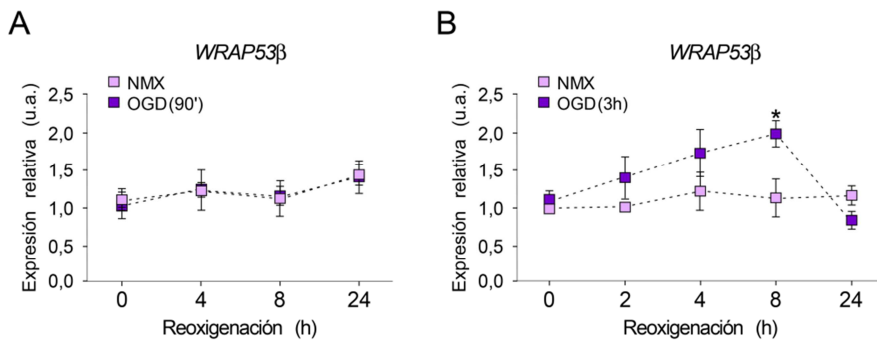 A
WRAP53β
NMX
OGD (90')
Expresión relativa (u.a.)
2,5
2,0
1,5
1,0
0,5
0,0
0 4 8 24
Reoxigenación (h)
B
WRAP53β
NMX
OGD (3h)
Expresión relativa (u.a.)
2,5
2,0
1,5
1,0
0,5
0,0
*
0 2 4 8 24
Reoxigenación (h)